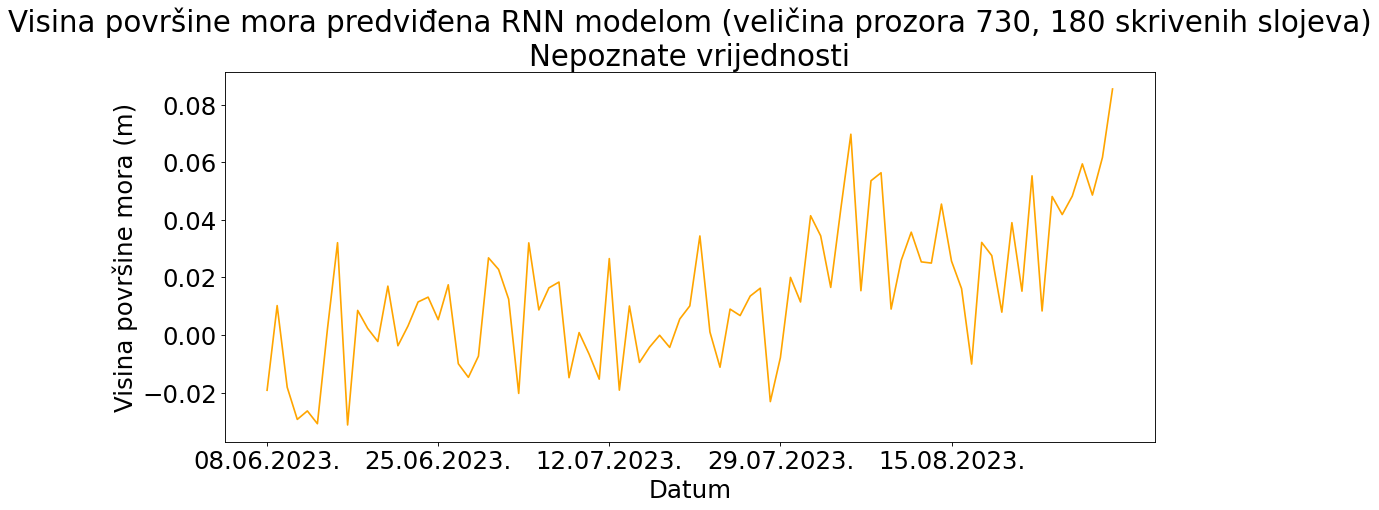 Visina površine mora predviđena RNN modelom (veličina prozora 730, 180 skrivenih slojeva)
Nepoznate vrijednosti
Visina površine mora (m)
0.08
0.06
0.04
0.02
0.00
−0.02
08.06.2023. 25.06.2023. 12.07.2023. 29.07.2023. 15.08.2023.
Datum